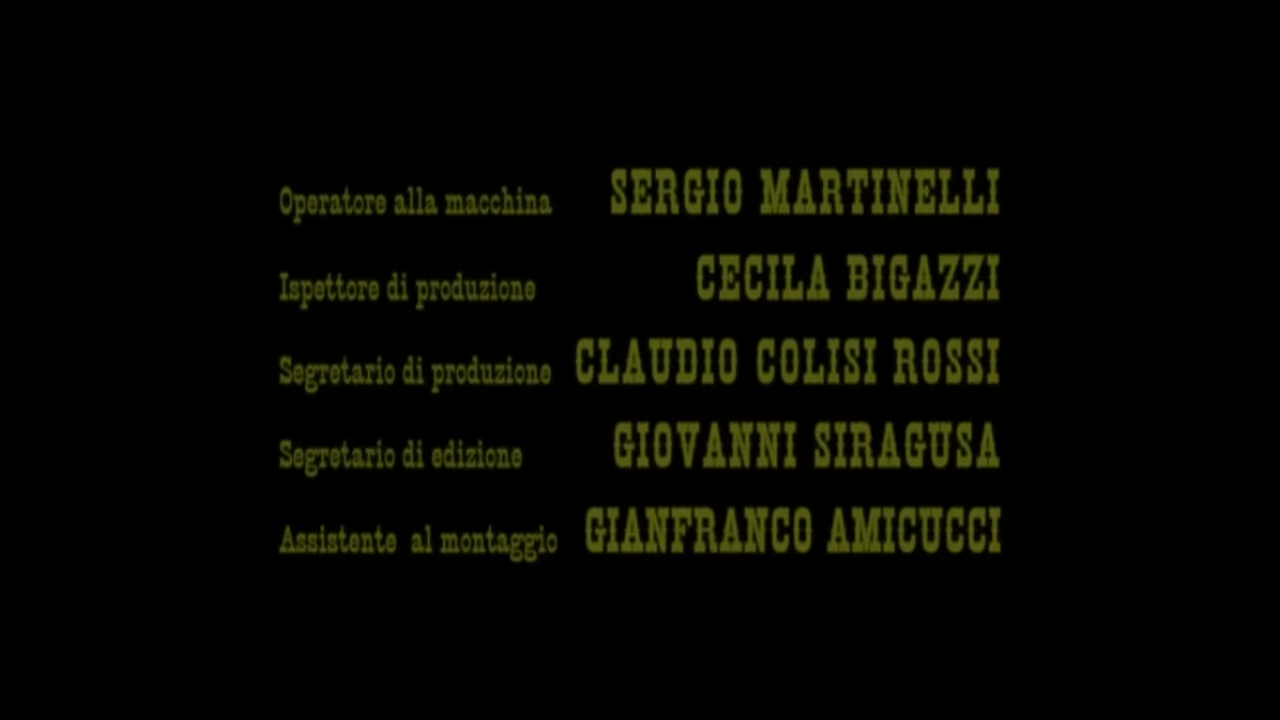 Operatore alla macchina SERGIO MARTINELLI
Ispettore di produzione CECILA BIGAZZI
Segretario di produzione CLAUDIO COLISI ROSSI
Segretario di edizione GIOVANNI SIRAGUSA
Assistente al montaggio GIANFRANCO AMICUCCI